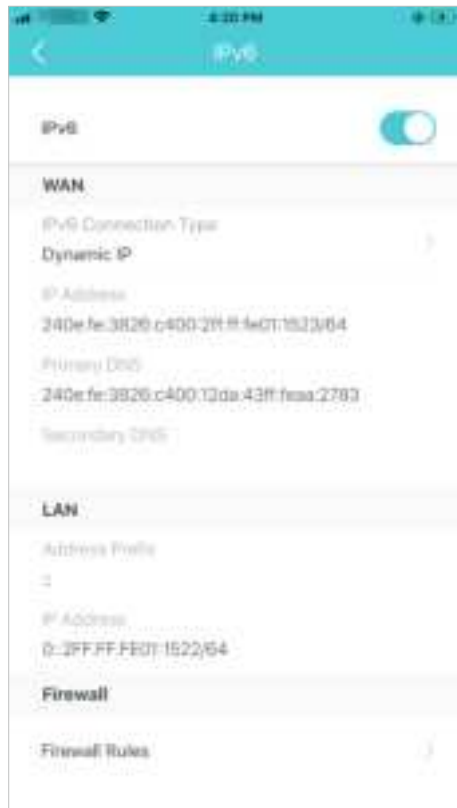 4:20 PM
IPv6
IPv6
WAN
IPv6 Connection Type
Dynamic IP
IP Address
240e:fe:3826:c400:2ff:ff:fe01:1523/64
Primary DNS
240e:fe:3826:c400:12da:43ff:feaa:2783
Secondary DNS
LAN
Address Prefix
::
IP Address
0::2FF:FF:FE01:1522/64
Firewall
Firewall Rules